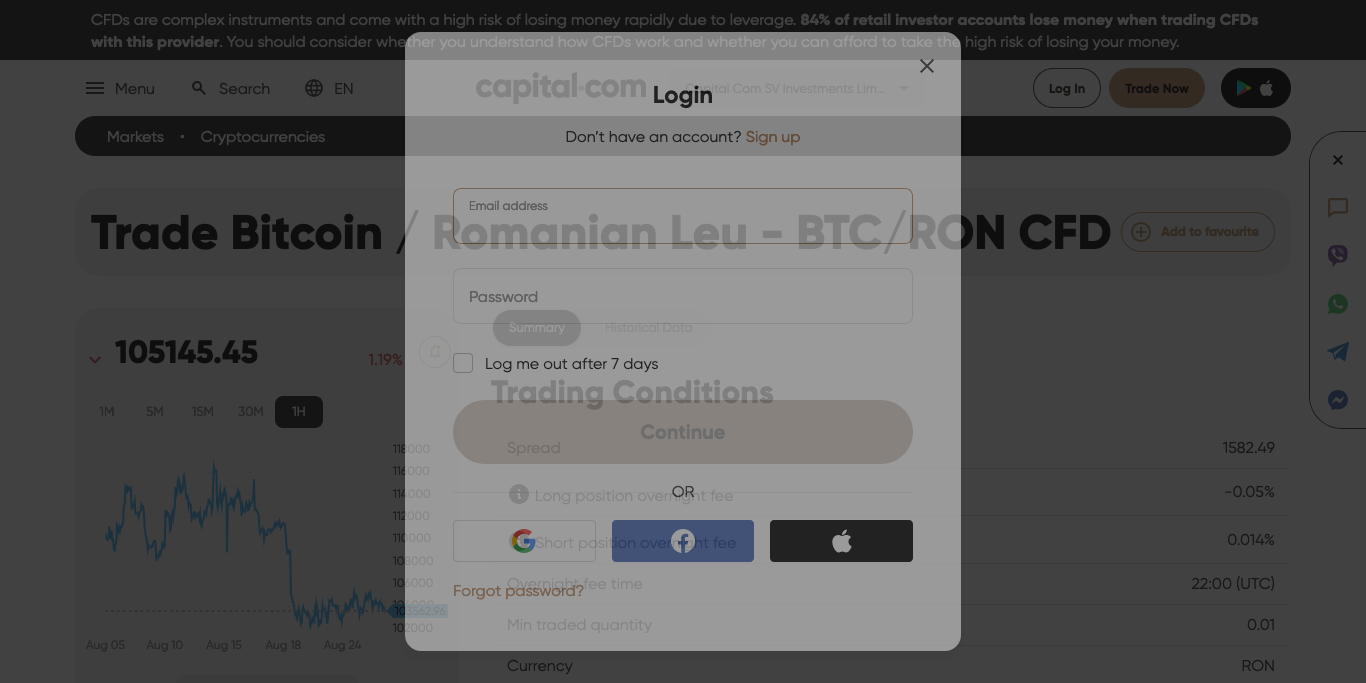 CFDs are complex instruments and come with a high risk of losing money rapidly due to leverage. 84% of retail investor accounts lose money when trading CFDs
with this provider. You should consider whether you understand how CFDs work and whether you can afford to take the high risk of losing your money.
Menu
Search
EN
capital.com
Capital Com SV Investments Lim...
Log In
Trade Now
Markets
Cryptocurrencies
Trade Bitcoin / Romanian Leu - BTC/RON CFD
Add to favourite
105145.45
1.19%
1M 5M 15M 30M 1H
118000
116000
114000
112000
110000
108000
106000
103562.96
102000
Aug 05 Aug 10 Aug 15 Aug 18 Aug 24
Login
Don't have an account? Sign up
Email address
Password
Log me out after 7 days
Continue
OR
Forgot password?
Summary
Historical Data
Trading Conditions
Spread 1582.49
Long position overnight fee -0.05%
Short position overnight fee 0.014%
Overnight fee time 22:00 (UTC)
Min traded quantity 0.01
Currency RON